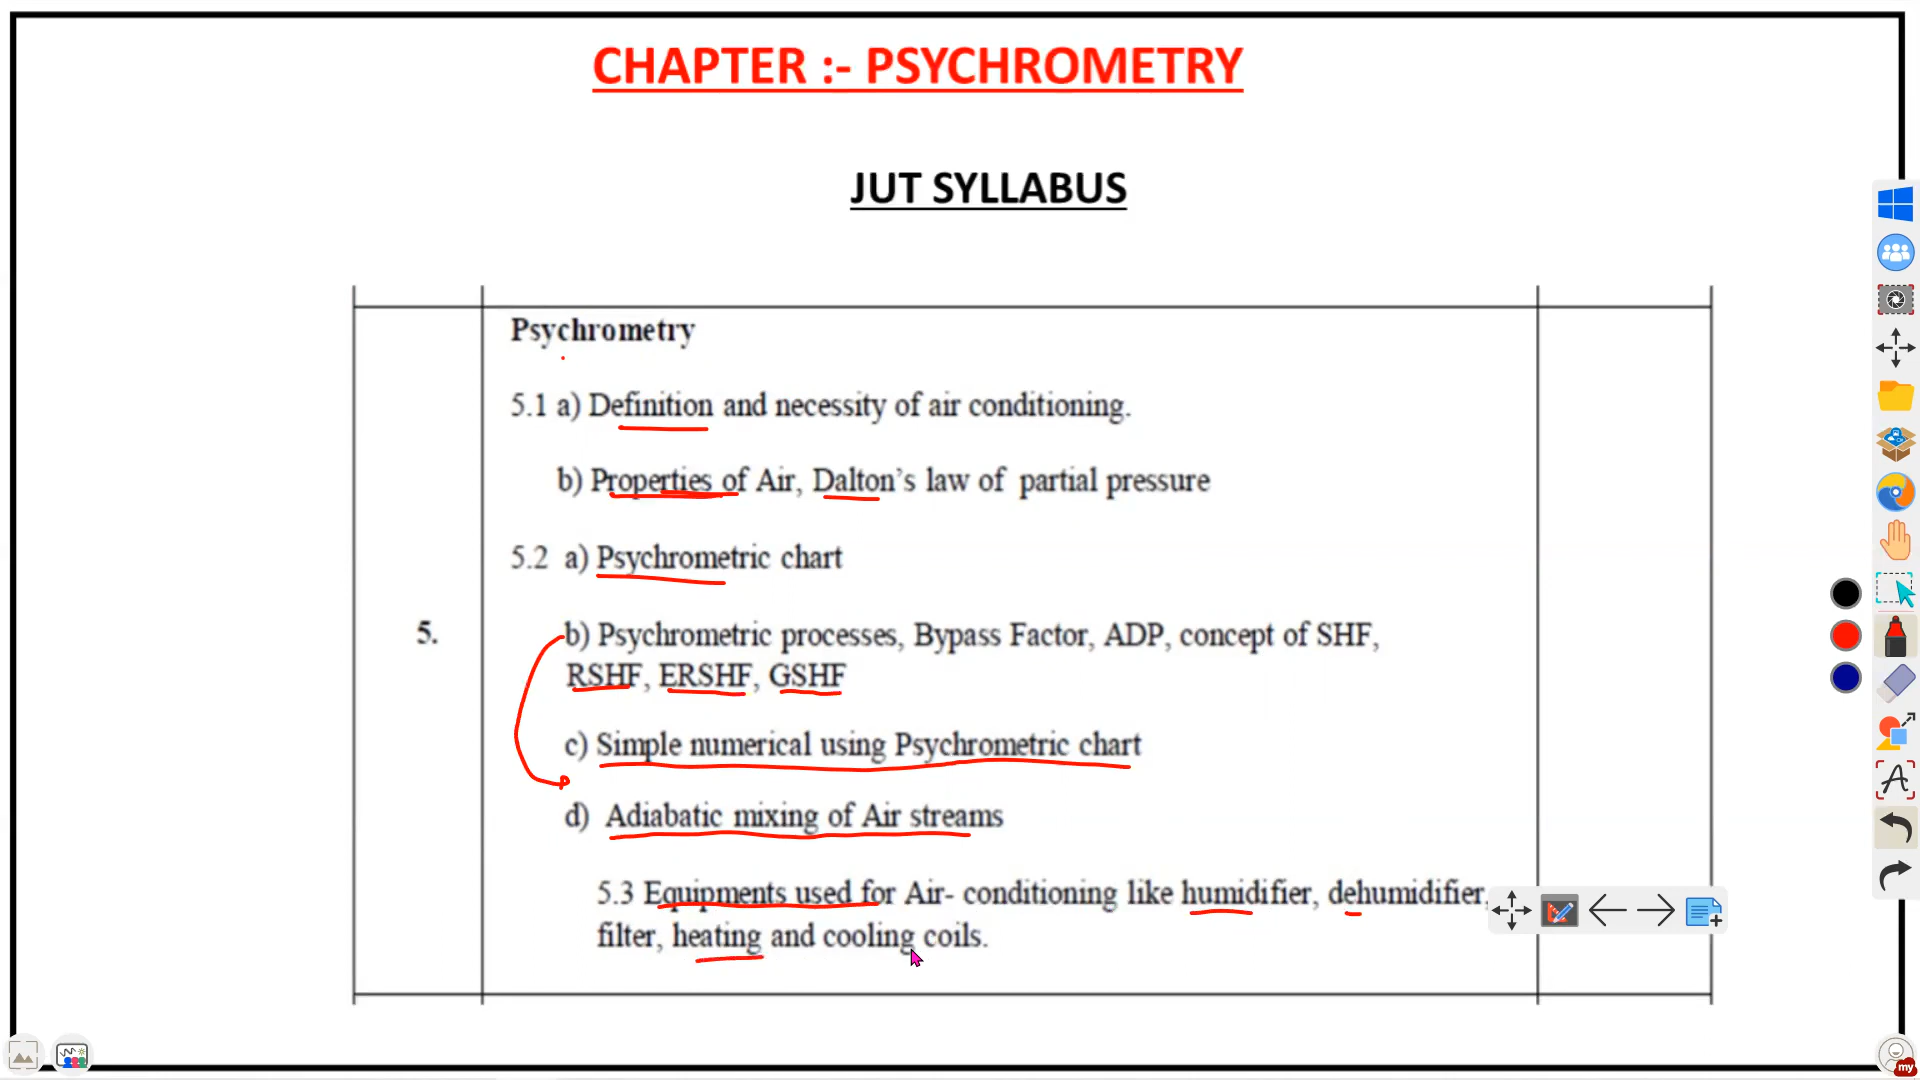 CHAPTER :- PSYCHROMETRY
JUT SYLLABUS
Psychrometry
5.1 a) Definition and necessity of air conditioning.
b) Properties of Air, Dalton's law of partial pressure
5.2 a) Psychrometric chart
5.
b) Psychrometric processes, Bypass Factor, ADP, concept of SHF,
RSHF, ERSHF, GSHF
c) Simple numerical using Psychrometric chart
d) Adiabatic mixing of Air streams
5.3 Equipments used for Air- conditioning like humidifier, dehumidifier,
filter, heating and cooling coils.
my